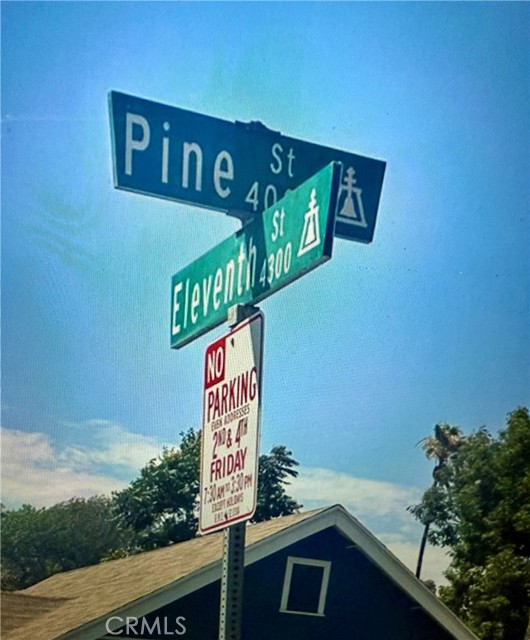 Pine St
Eleventh St
4300
NO
PARKING
EVEN ADDRESSES
2ND & 4TH
FRIDAY
7:30 AM TO 3:30 PM
EXCEPT HOLIDAYS
CRMLS